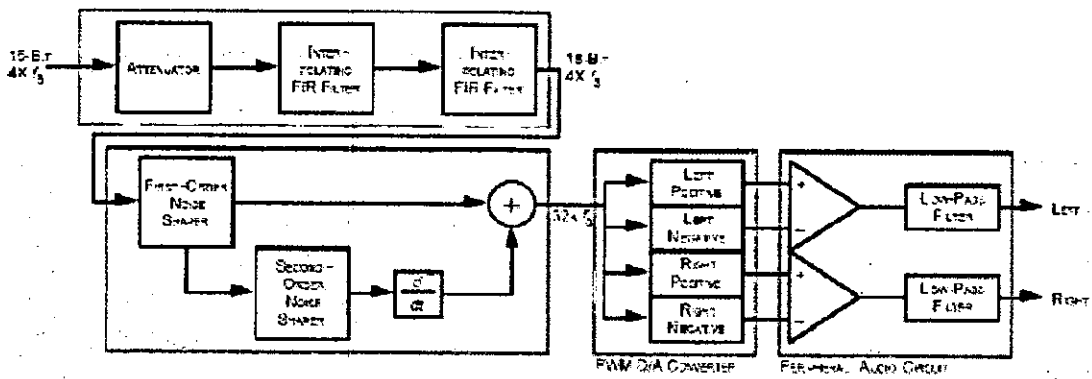 16-BIT
4X fs
ATTENUATOR
INTER-
POLATING
FIR FILTER
INTER-
POLATING
FIR FILTER
18-BIT
4X fs
FIRST-ORDER
NOISE
SHAPER
SECOND-
ORDER
NOISE
SHAPER
d
dt
+
32X fs
LEFT
POSITIVE
LEFT
NEGATIVE
RIGHT
POSITIVE
RIGHT
NEGATIVE
PWM D/A CONVERTER
+
−
+
−
LOW-PASS
FILTER
LEFT
LOW-PASS
FILTER
RIGHT
PERIPHERAL AUDIO CIRCUIT